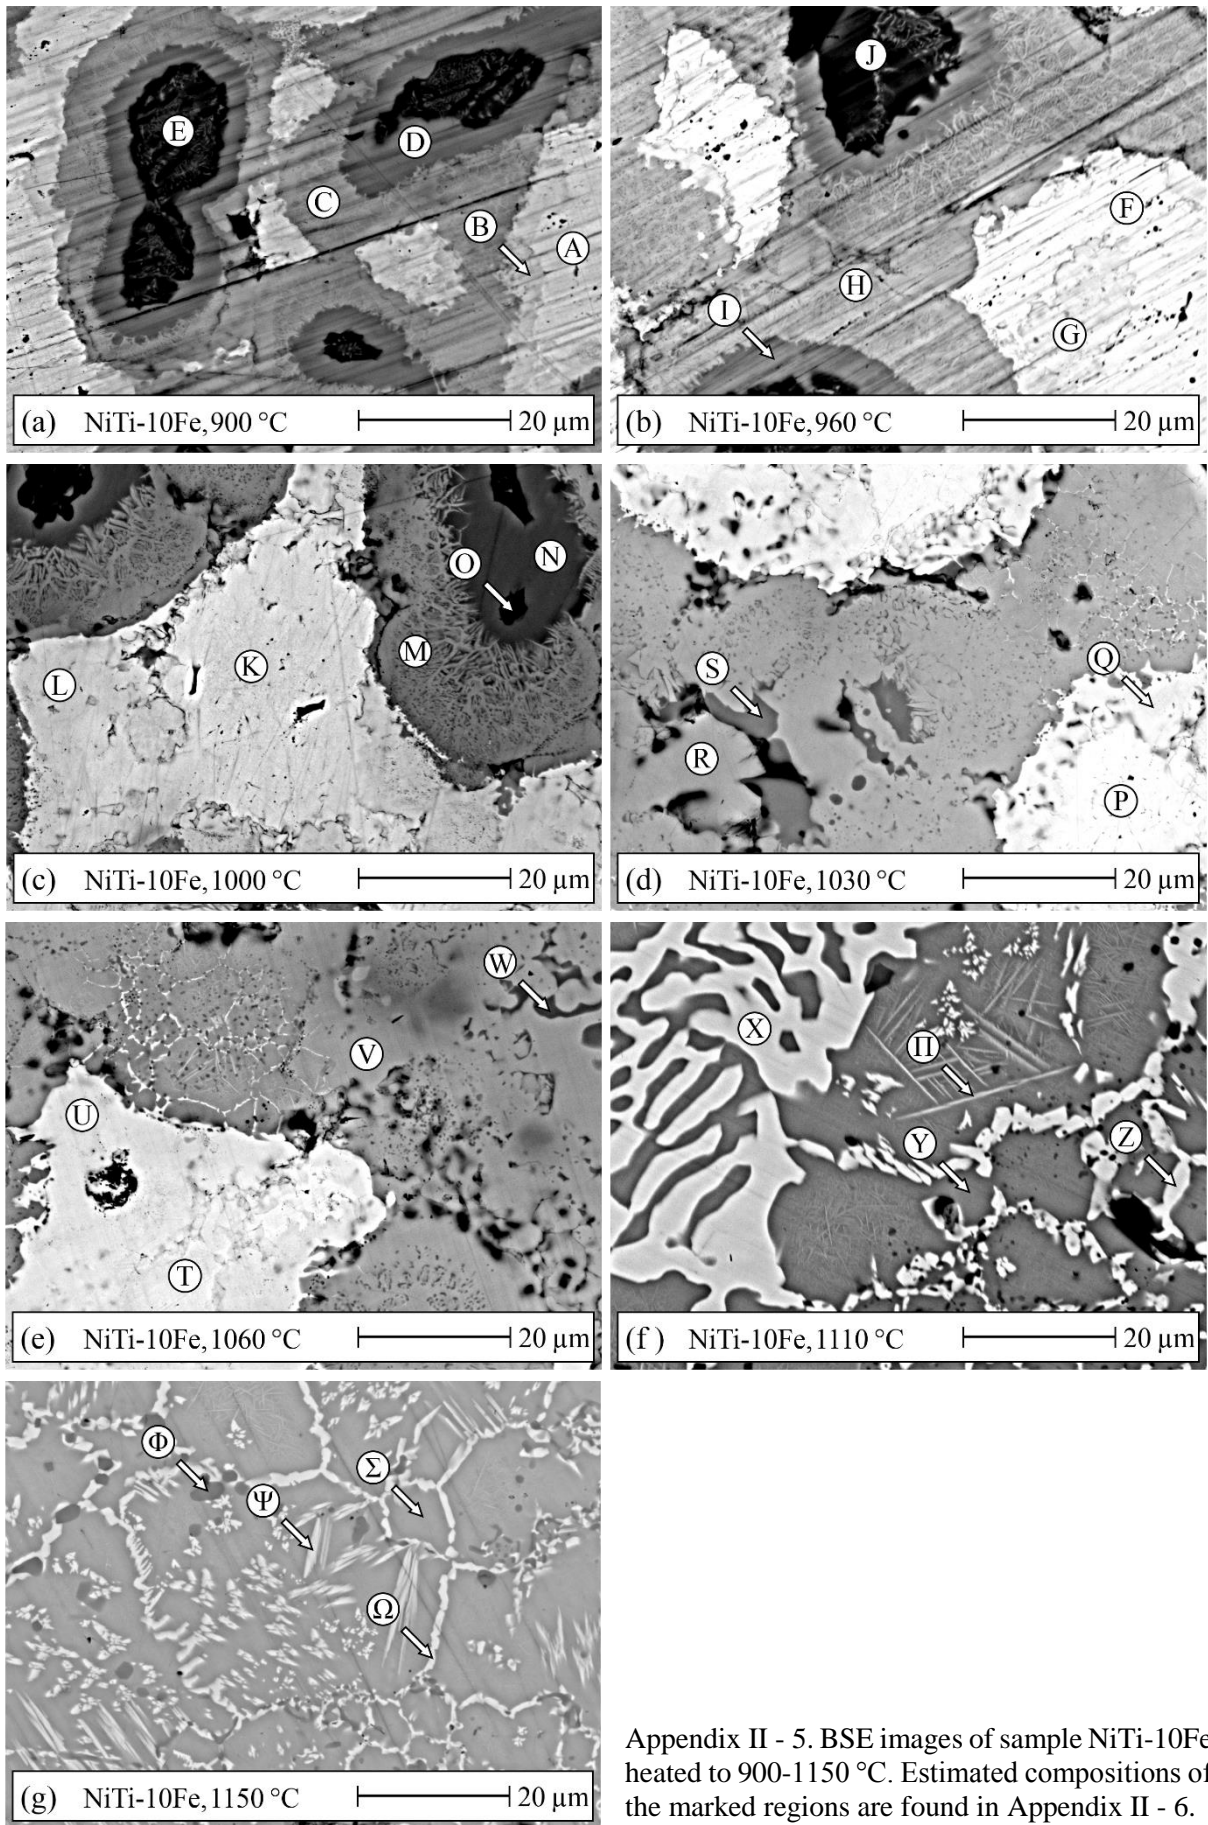 E
D
C
B
A
(a) NiTi-10Fe, 900 °C 20 µm
J
F
H
I
G
(b) NiTi-10Fe, 960 °C 20 µm
N
O
K
M
L
(c) NiTi-10Fe, 1000 °C 20 µm
S
Q
R
P
(d) NiTi-10Fe, 1030 °C 20 µm
W
V
U
T
(e) NiTi-10Fe, 1060 °C 20 µm
X
Π
Y
Z
(f) NiTi-10Fe, 1110 °C 20 µm
Φ
Σ
Ψ
Ω
(g) NiTi-10Fe, 1150 °C 20 µm
Appendix II - 5. BSE images of sample NiTi-10Fe
heated to 900-1150 °C. Estimated compositions of
the marked regions are found in Appendix II - 6.